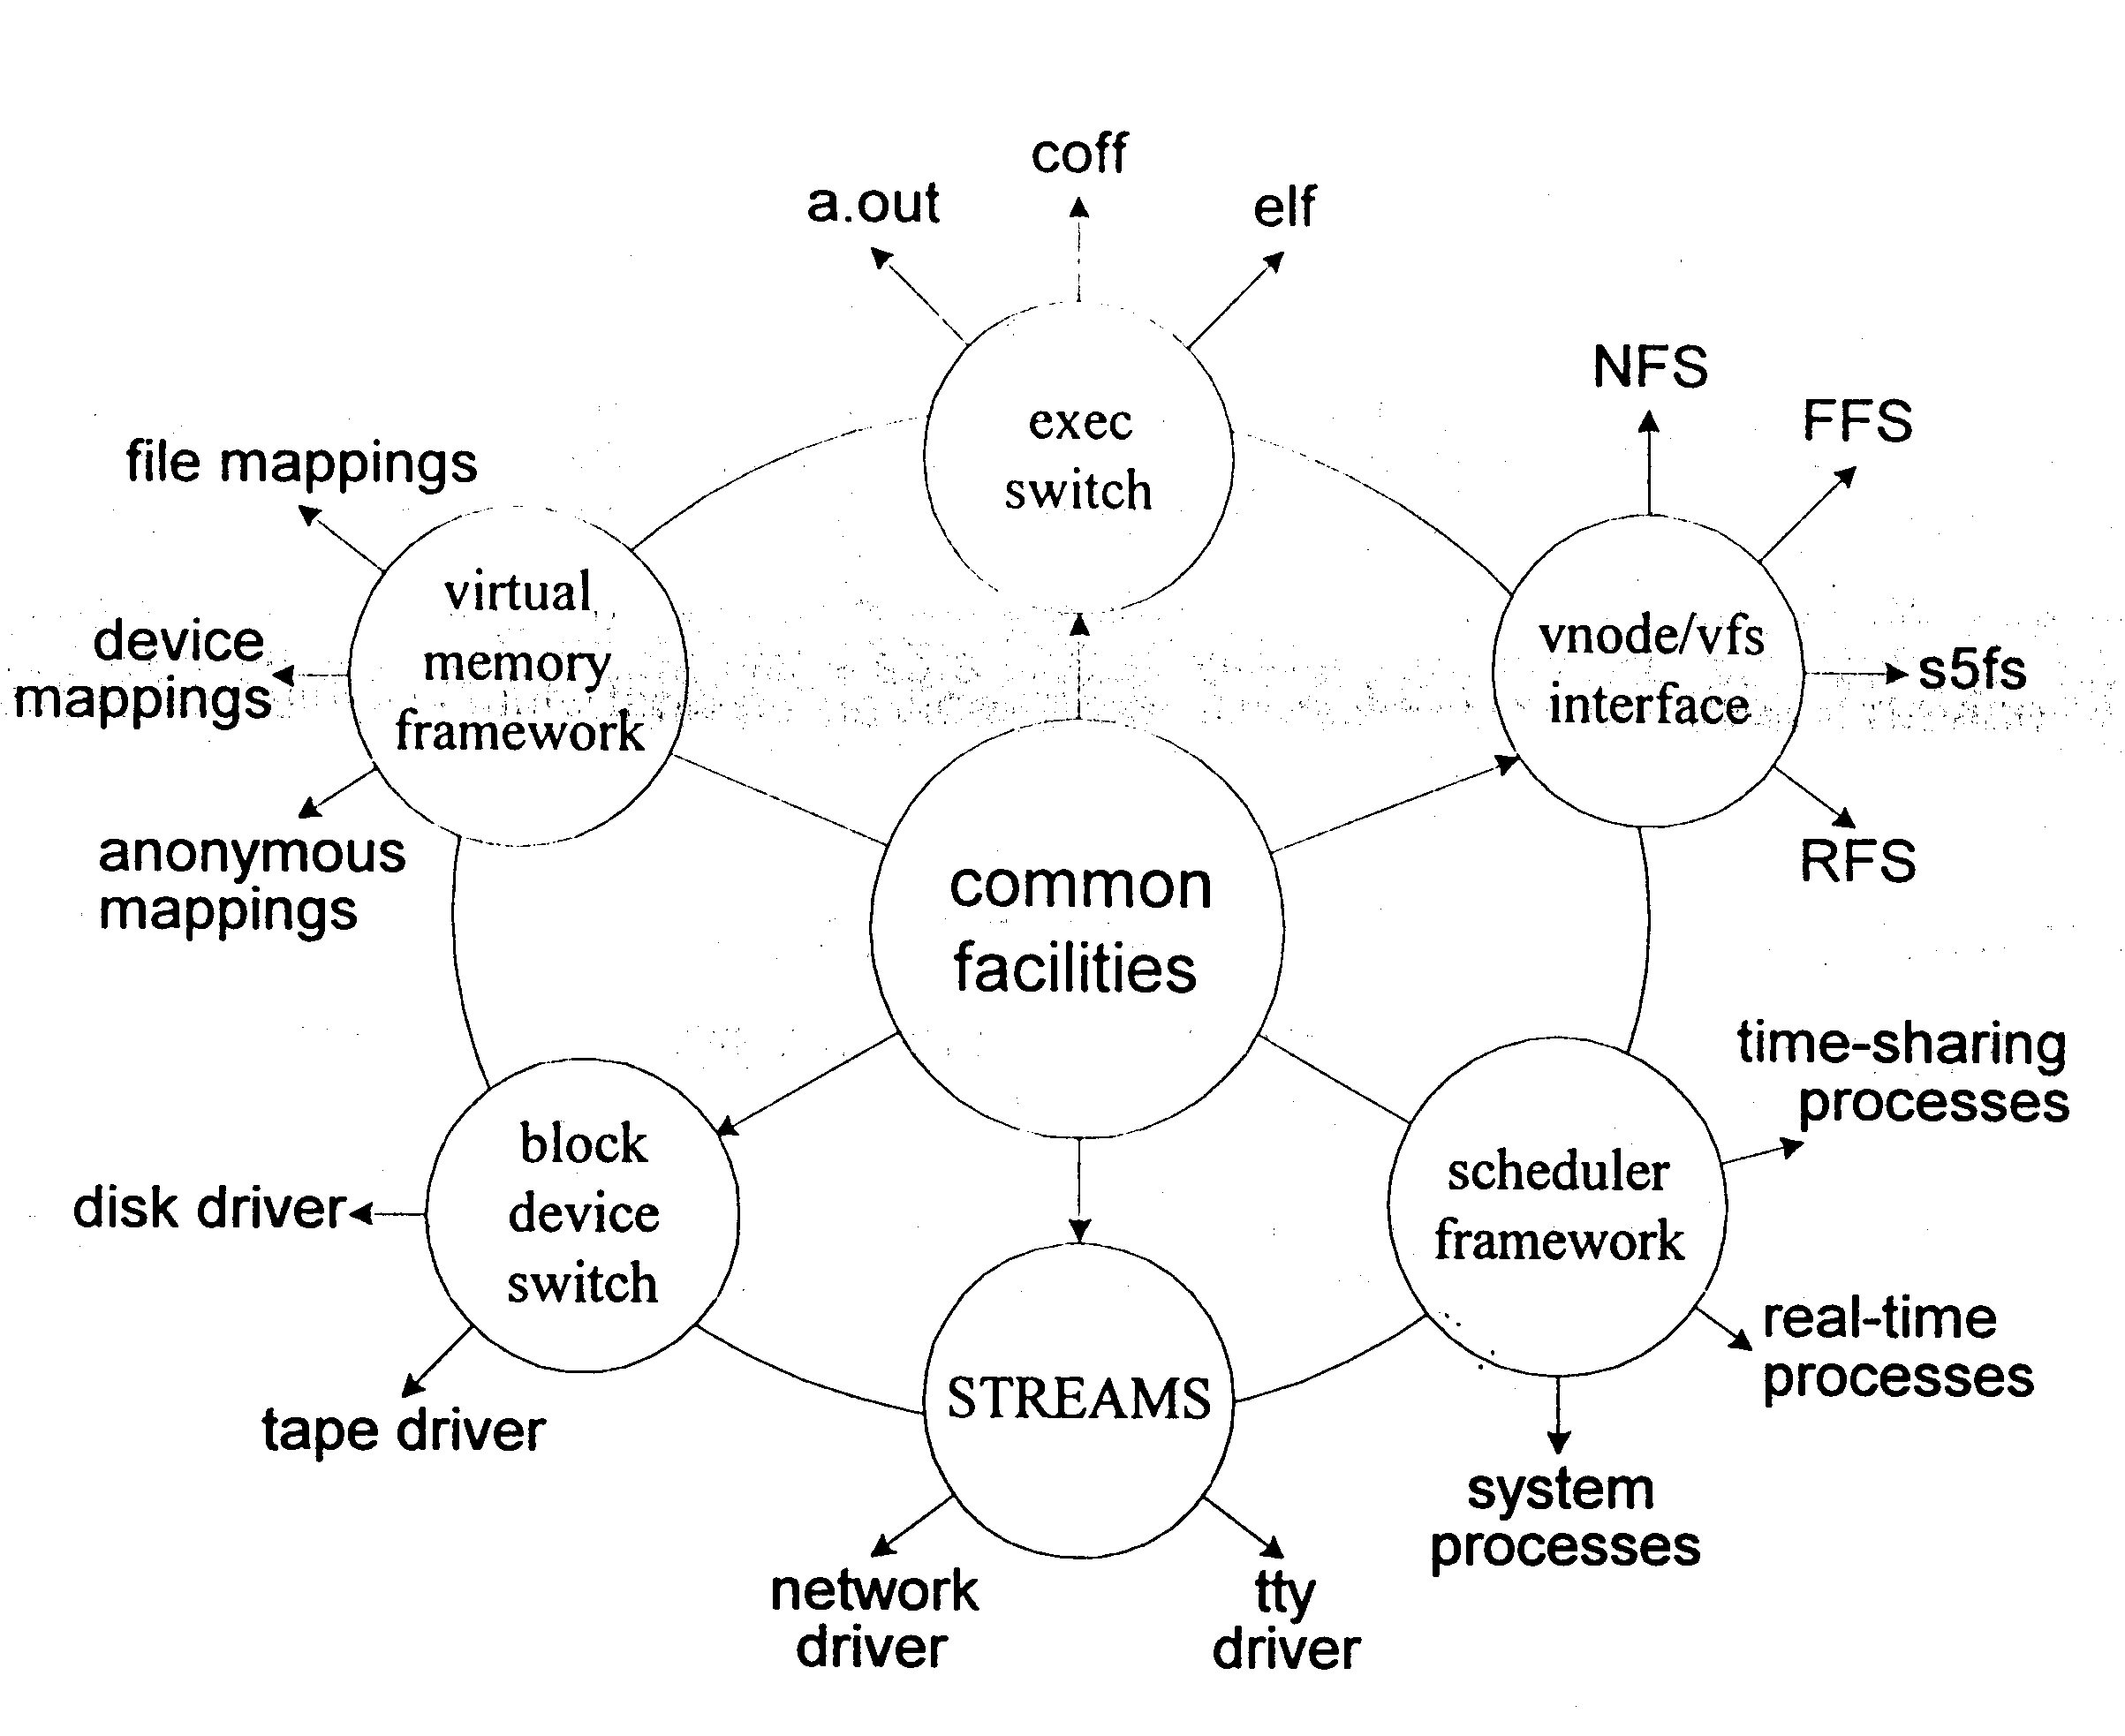 coff
a.out
elf
exec
switch
NFS
FFS
vnode/vfs
interface
s5fs
RFS
file mappings
device
mappings
anonymous
mappings
virtual
memory
framework
common
facilities
time-sharing
processes
scheduler
framework
real-time
processes
system
processes
block
device
switch
disk driver
tape driver
STREAMS
network
driver
tty
driver